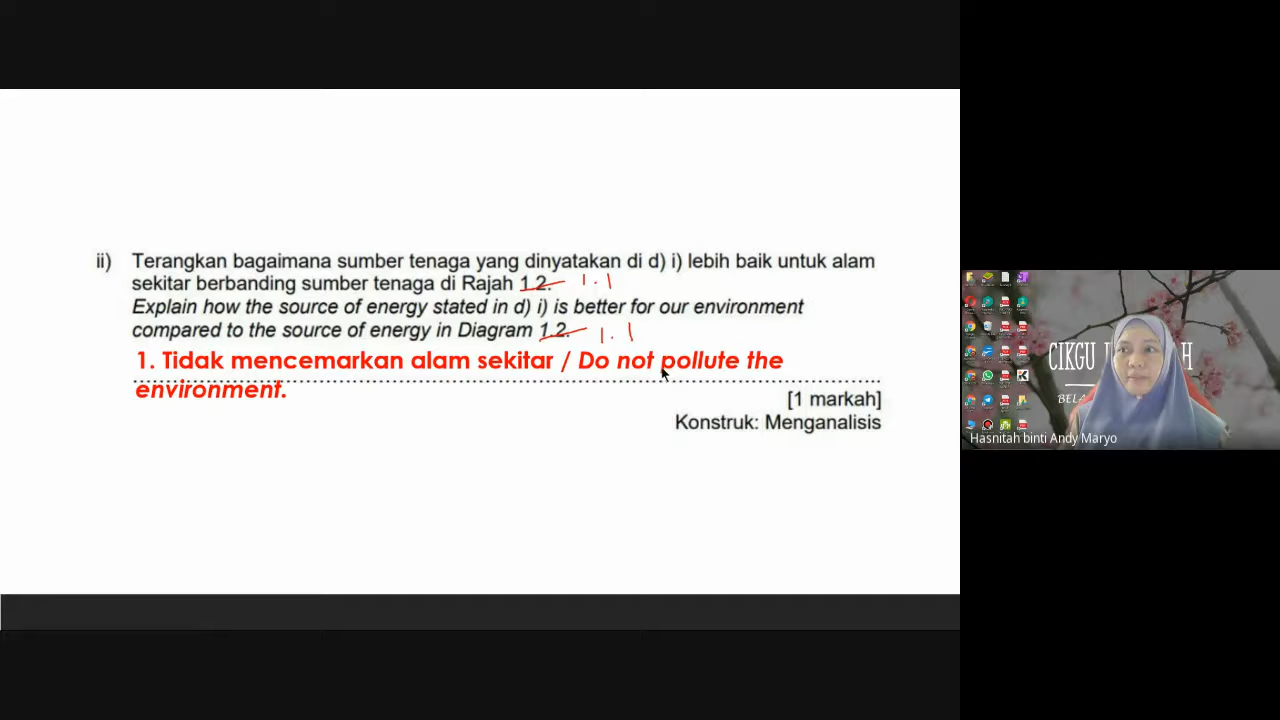 ii) Terangkan bagaimana sumber tenaga yang dinyatakan di d) i) lebih baik untuk alam
sekitar berbanding sumber tenaga di Rajah 1.2. 1.1
Explain how the source of energy stated in d) i) is better for our environment
compared to the source of energy in Diagram 1.2. 1.1
1. Tidak mencemarkan alam sekitar / Do not pollute the
environment.
[1 markah]
Konstruk: Menganalisis
CIKGU
BELA
Hasnitah binti Andy Maryo